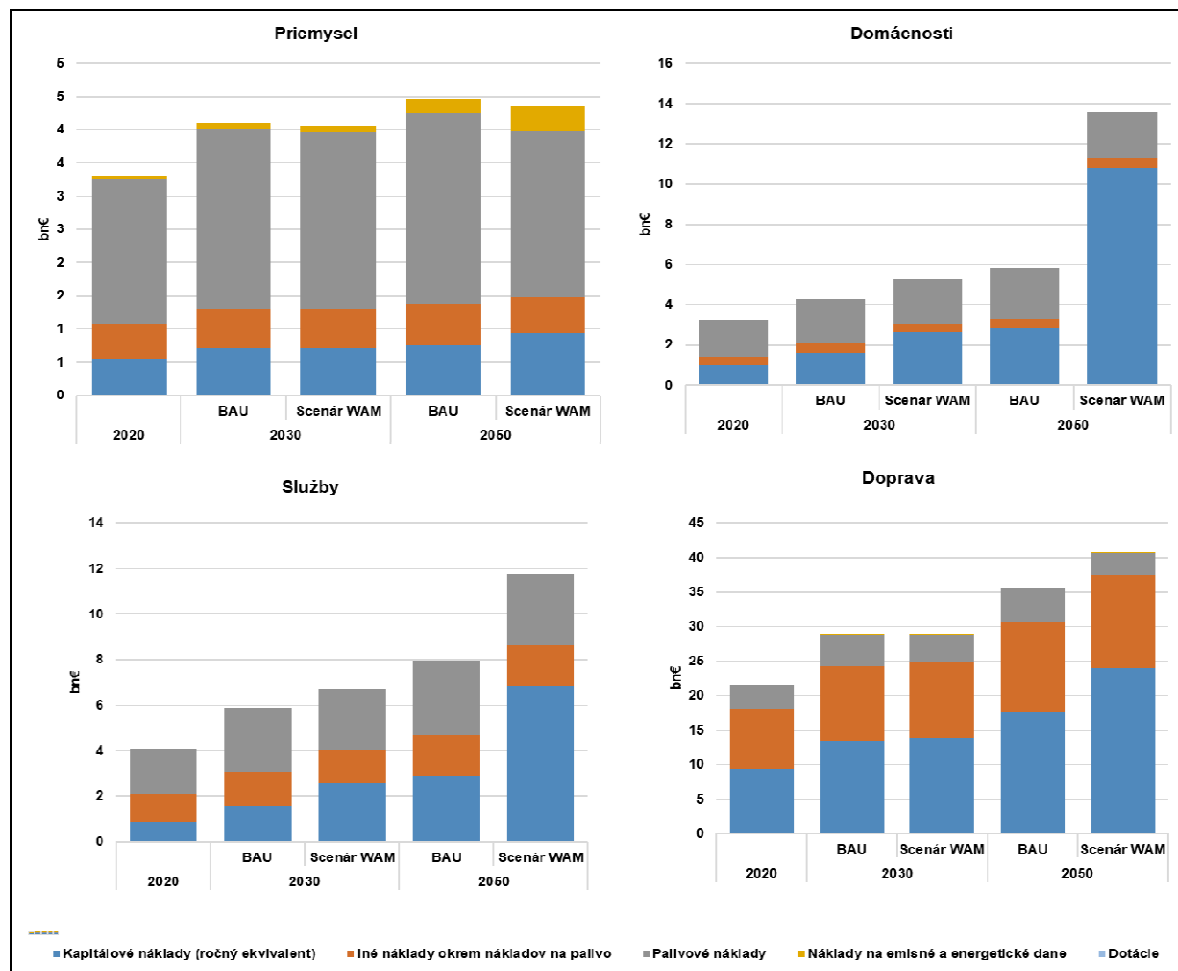 Priemysel
5
5
4
4
3
3
2
2
1
1
0
bn€
BAU
Scenár WAM
BAU
Scenár WAM
2020
2030
2050
Domácnosti
16
14
12
10
8
6
4
2
0
BAU
Scenár WAM
BAU
Scenár WAM
2020
2030
2050
Služby
14
12
10
8
6
4
2
0
bn€
BAU
Scenár WAM
BAU
Scenár WAM
2020
2030
2050
Doprava
45
40
35
30
25
20
15
10
5
0
bn€
BAU
Scenár WAM
BAU
Scenár WAM
2020
2030
2050
Kapitálové náklady (ročný ekvivalent)
Iné náklady okrem nákladov na palivo
Palivové náklady
Náklady na emisné a energetické dane
Dotácie